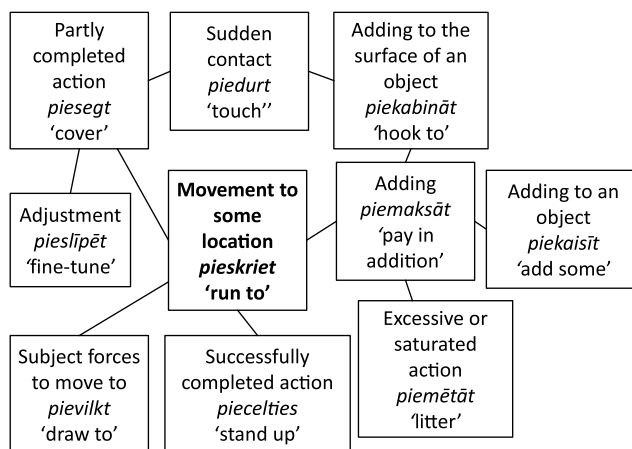 Partly
completed
action
piesegt
‘cover’
Sudden
contact
piedurt
‘touch’’
Adding to the
surface of an
object
piekabināt
‘hook to’
Adjustment
pieslīpēt
‘fine-tune’
Movement to
some
location
pieskriet
‘run to’
Adding
piemaksāt
‘pay in
addition’
Adding to an
object
piekaisīt
‘add some’
Subject forces
to move to
pievilkt
‘draw to’
Successfully
completed action
piecelties
‘stand up’
Excessive or
saturated
action
piemētāt
‘litter’